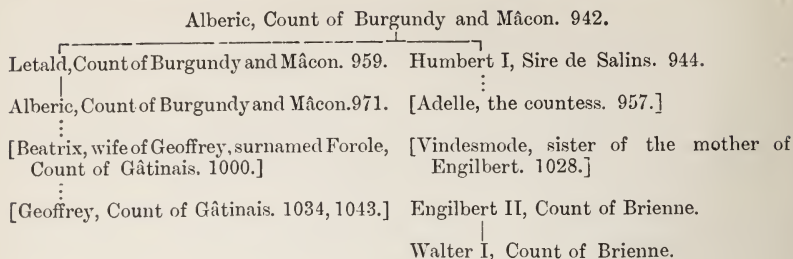 Alberic, Count of Burgundy and Mâcon. 942.
Letald, Count of Burgundy and Mâcon. 959. Humbert I, Sire de Salins. 944.
Alberic, Count of Burgundy and Mâcon. 971. [Adelle, the countess. 957.]
[Beatrix, wife of Geoffrey, surnamed Forole,
Count of Gâtinais. 1000.]
[Vindesmode, sister of the mother of
Engilbert. 1028.]
[Geoffrey, Count of Gâtinais. 1034, 1043.] Engilbert II, Count of Brienne.
Walter I, Count of Brienne.